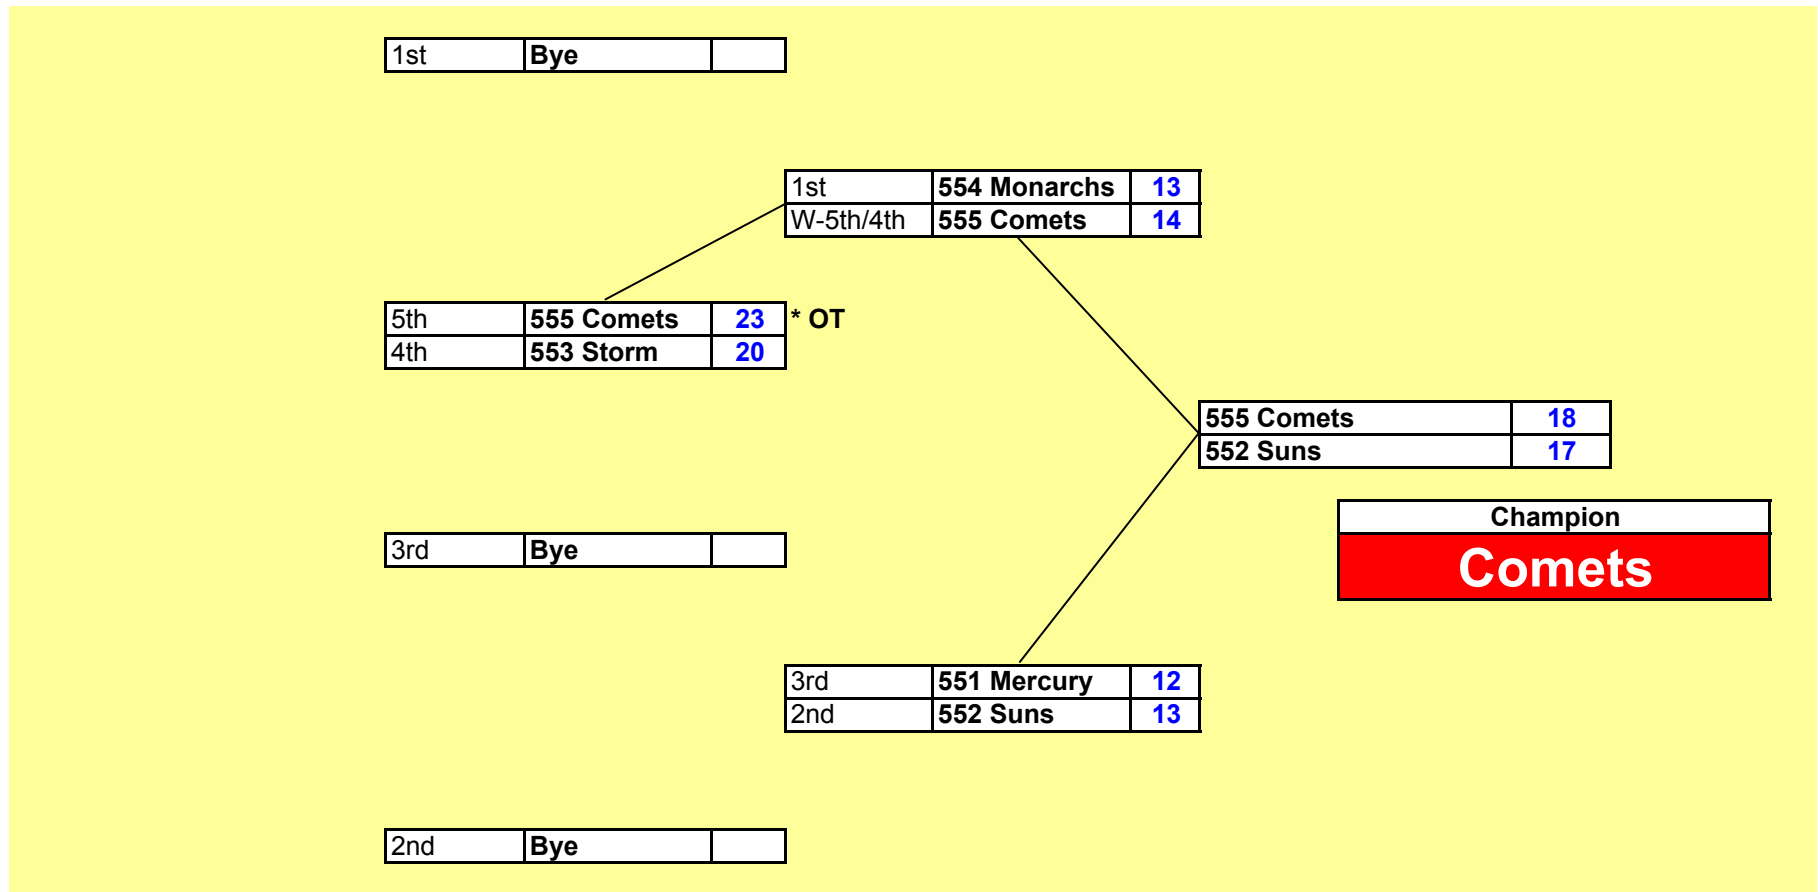 1st Bye
1st 554 Monarchs 13
W-5th/4th 555 Comets 14
5th 555 Comets 23 * OT
4th 553 Storm 20
555 Comets 18
552 Suns 17
Champion
3rd Bye
Comets
3rd 551 Mercury 12
2nd 552 Suns 13
2nd Bye